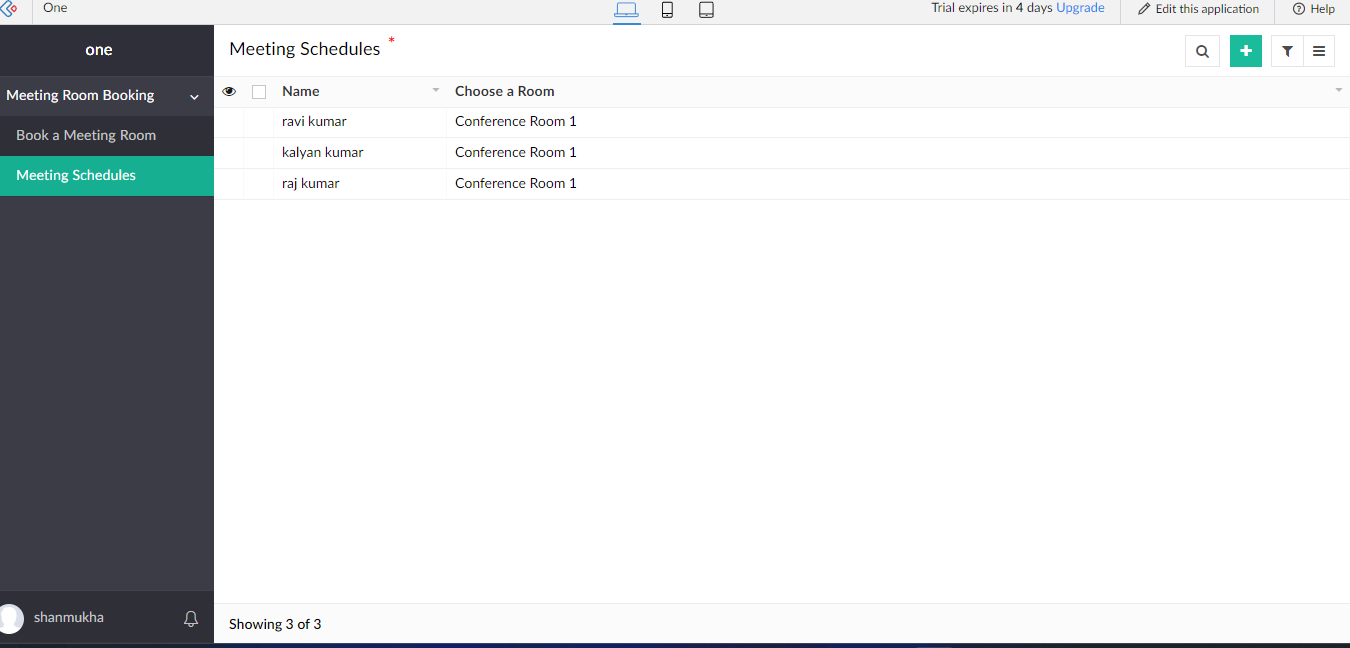 One
Trial expires in 4 days Upgrade
Edit this application
Help
one
Meeting Room Booking
Book a Meeting Room
Meeting Schedules
Meeting Schedules *
Name
Choose a Room
ravi kumar
Conference Room 1
kalyan kumar
Conference Room 1
raj kumar
Conference Room 1
shanmukha
Showing 3 of 3